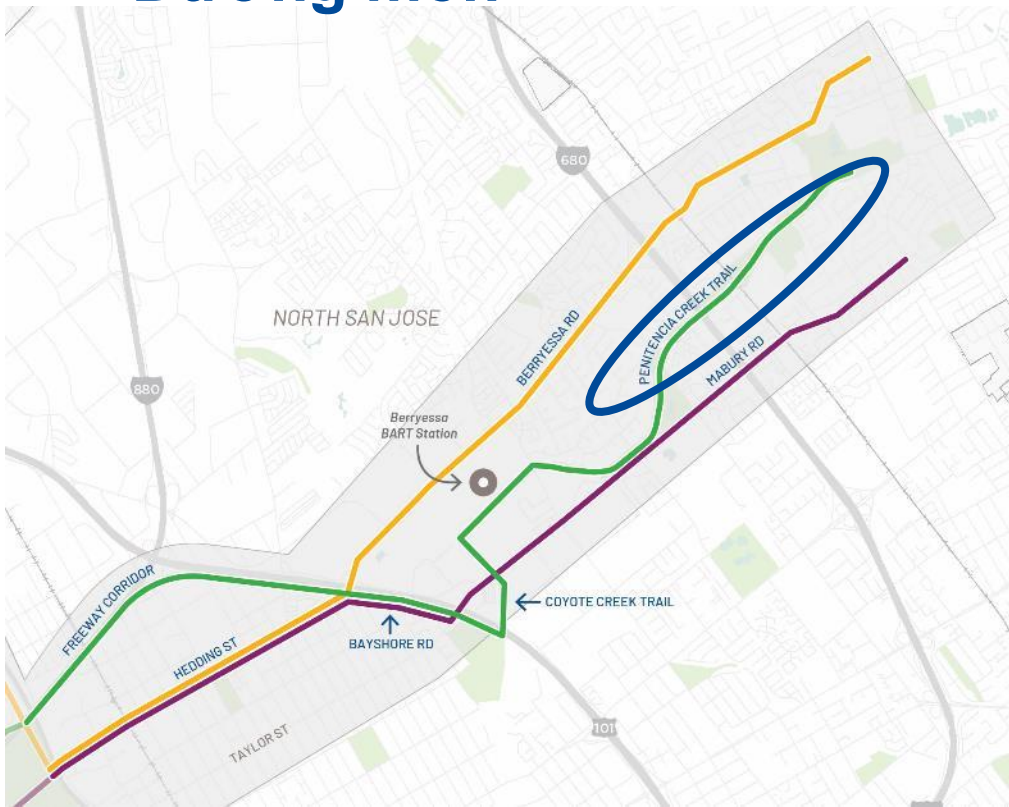 680
NORTH SAN JOSE
BERRYESSA RD
PENITENCIA CREEK TRAIL
MABURY RD
880
Berryessa
BART Station
FREEWAY CORRIDOR
COYOTE CREEK TRAIL
BAYSHORE RD
HEDDING ST
TAYLOR ST
101